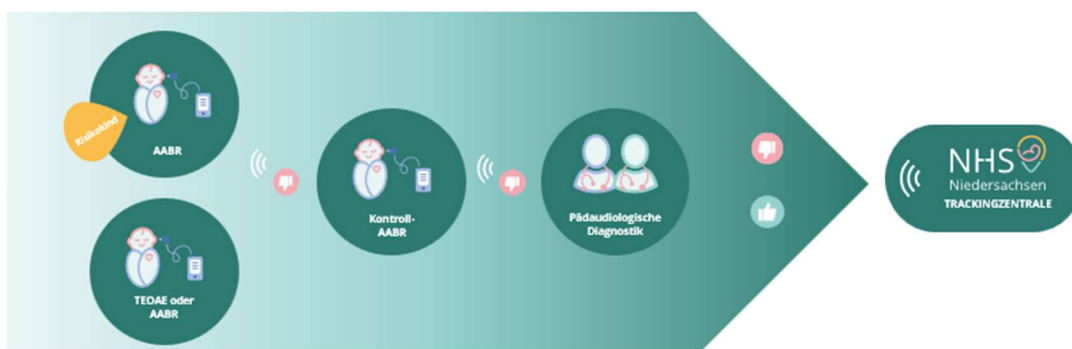 Risikokind
AABR
TEOAE oder
AABR
Kontroll-
AABR
Pädaudiologische
Diagnostik
NHS
Niedersachsen
TRACKINGZENTRALE